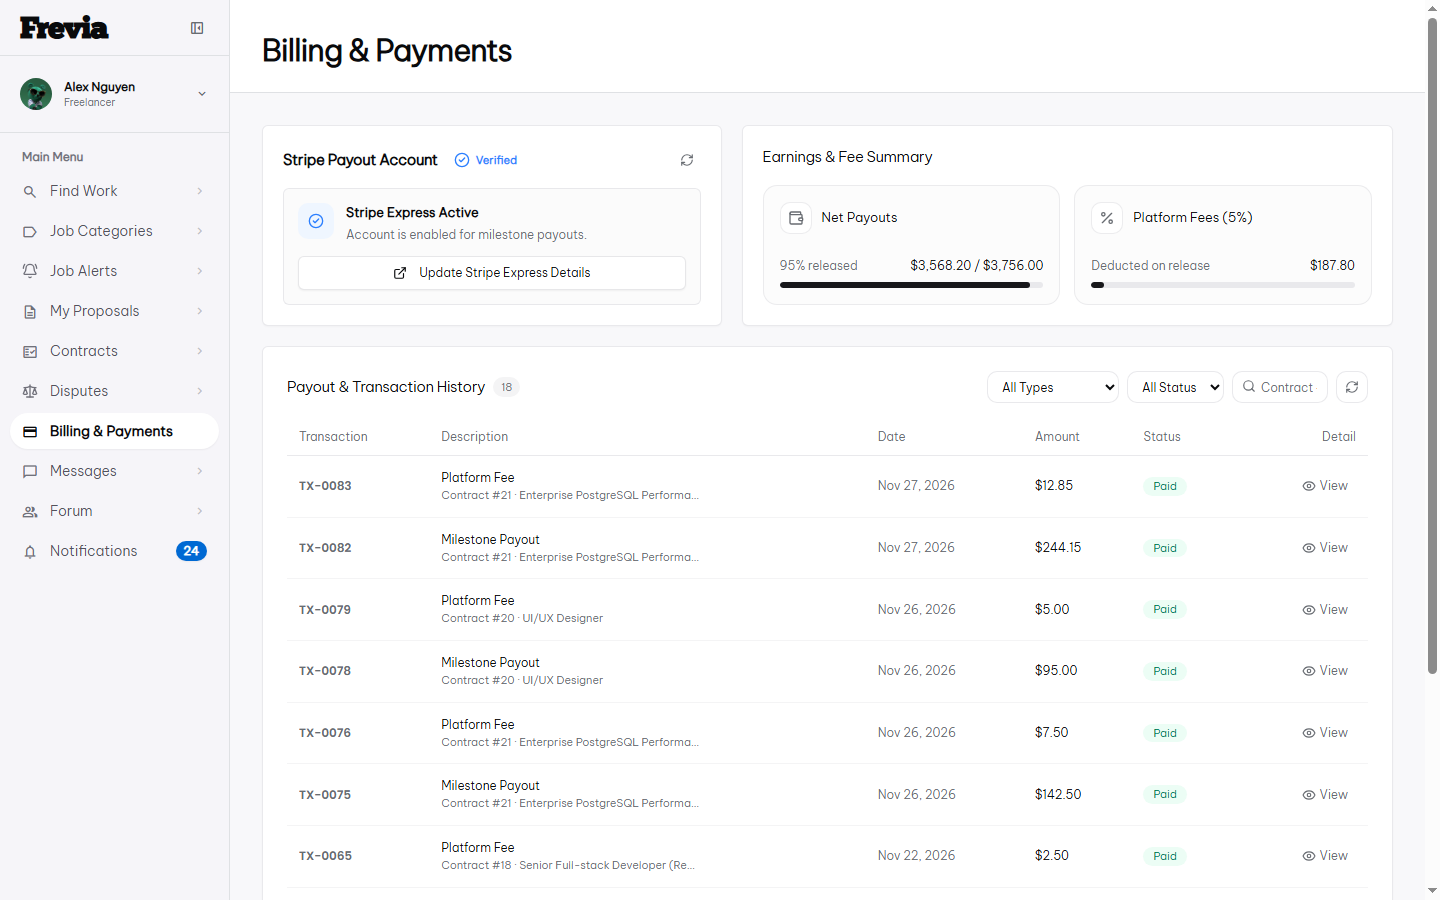 Frevia
Alex Nguyen
Freelancer
Main Menu
Find Work
Job Categories
Job Alerts
My Proposals
Contracts
Disputes
Billing & Payments
Messages
Forum
Notifications 24
Billing & Payments
Stripe Payout Account Verified
Stripe Express Active
Account is enabled for milestone payouts.
Update Stripe Express Details
Earnings & Fee Summary
Net Payouts
95% released $3,568.20 / $3,756.00
Platform Fees (5%)
Deducted on release $187.80
Payout & Transaction History 18
All Types All Status Contract
Transaction Description Date Amount Status Detail
TX-0083 Platform Fee Nov 27, 2026 $12.85 Paid View
Contract #21 · Enterprise PostgreSQL Performa...
TX-0082 Milestone Payout Nov 27, 2026 $244.15 Paid View
Contract #21 · Enterprise PostgreSQL Performa...
TX-0079 Platform Fee Nov 26, 2026 $5.00 Paid View
Contract #20 · UI/UX Designer
TX-0078 Milestone Payout Nov 26, 2026 $95.00 Paid View
Contract #20 · UI/UX Designer
TX-0076 Platform Fee Nov 26, 2026 $7.50 Paid View
Contract #21 · Enterprise PostgreSQL Performa...
TX-0075 Milestone Payout Nov 26, 2026 $142.50 Paid View
Contract #21 · Enterprise PostgreSQL Performa...
TX-0065 Platform Fee Nov 22, 2026 $2.50 Paid View
Contract #18 · Senior Full-stack Developer (Re...